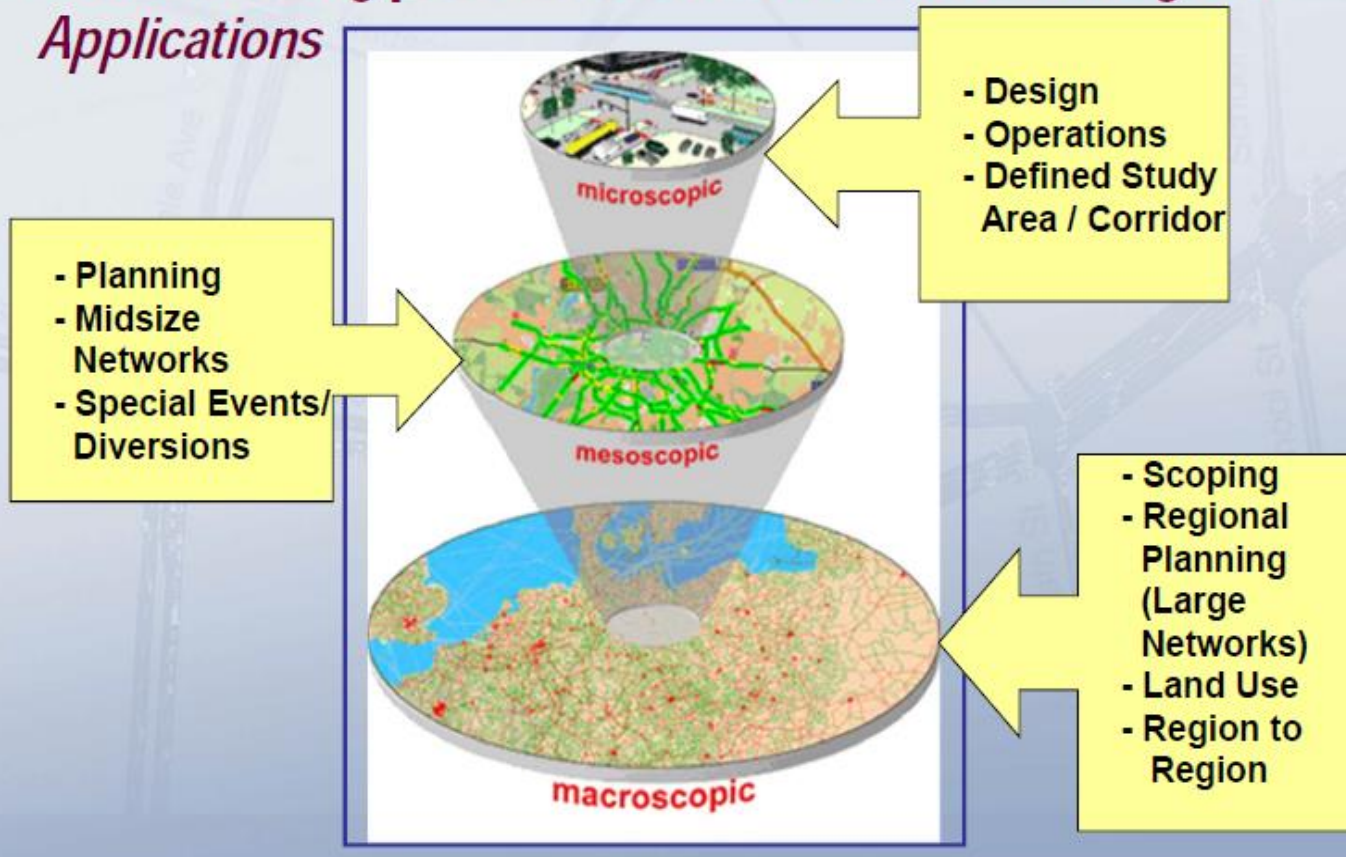 Applications
microscopic
- Design
- Operations
- Defined Study
Area / Corridor
- Planning
- Midsize
Networks
- Special Events/
Diversions
mesoscopic
- Scoping
- Regional
Planning
(Large
Networks)
- Land Use
- Region to
Region
macroscopic